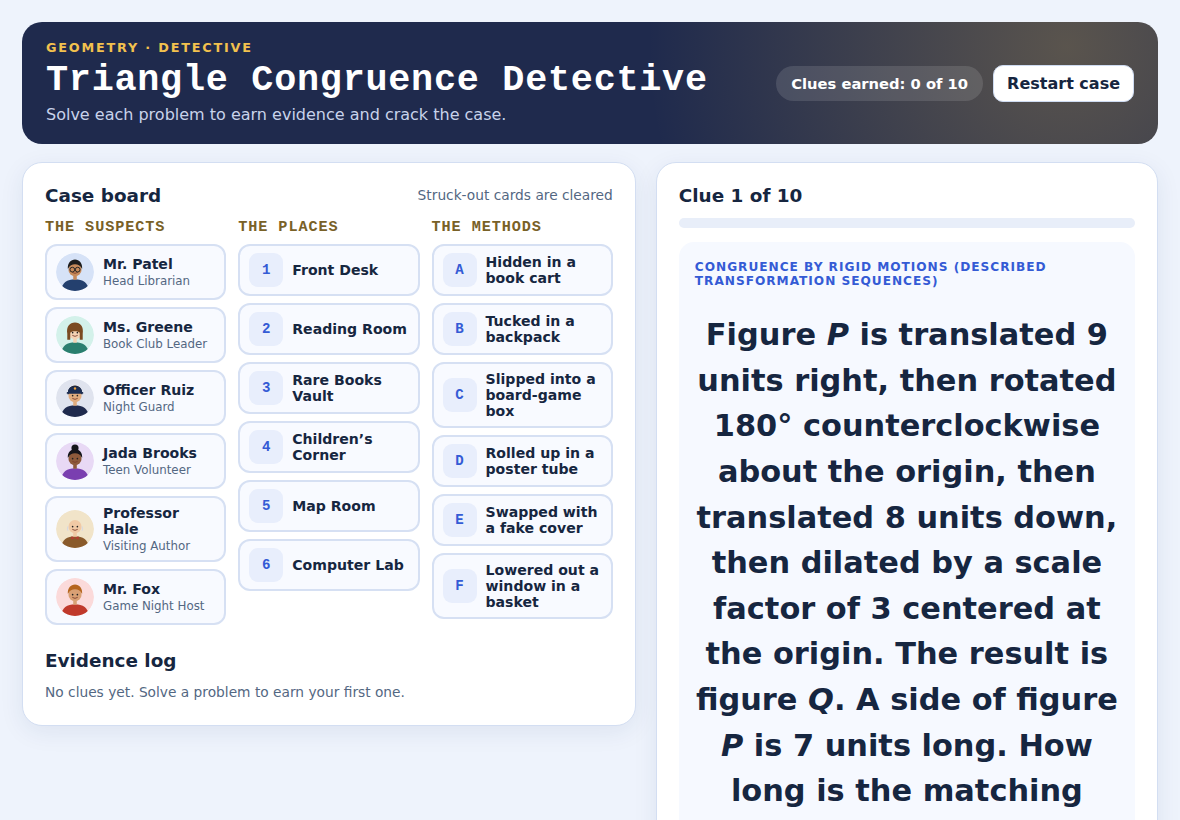 GEOMETRY · DETECTIVE
Triangle Congruence Detective
Solve each problem to earn evidence and crack the case.
Clues earned: 0 of 10
Restart case
Case board
Struck-out cards are cleared
THE SUSPECTS
Mr. Patel
Head Librarian
Ms. Greene
Book Club Leader
Officer Ruiz
Night Guard
Jada Brooks
Teen Volunteer
Professor
Hale
Visiting Author
Mr. Fox
Game Night Host
THE PLACES
1 Front Desk
2 Reading Room
3 Rare Books
Vault
4 Children’s
Corner
5 Map Room
6 Computer Lab
THE METHODS
A Hidden in a
book cart
B Tucked in a
backpack
C Slipped into a
board-game
box
D Rolled up in a
poster tube
E Swapped with
a fake cover
F Lowered out a
window in a
basket
Evidence log
No clues yet. Solve a problem to earn your first one.
Clue 1 of 10
CONGRUENCE BY RIGID MOTIONS (DESCRIBED
TRANSFORMATION SEQUENCES)
Figure P is translated 9
units right, then rotated
180° counterclockwise
about the origin, then
translated 8 units down,
then dilated by a scale
factor of 3 centered at
the origin. The result is
figure Q. A side of figure
P is 7 units long. How
long is the matching